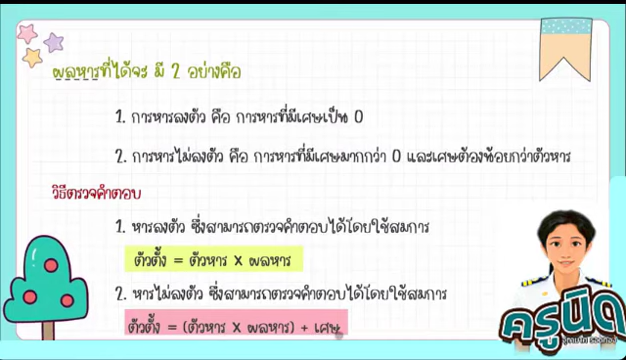 ผลหารที่ได้จะ มี 2 อย่างคือ
1. การหารลงตัว คือ การหารที่มีเศษเป็น 0
2. การหารไม่ลงตัว คือ การหารที่มีเศษมากกว่า 0 และเศษต้องน้อยกว่าตัวหาร
วิธีตรวจคำตอบ
1. หารลงตัว ซึ่งสามารถตรวจคำตอบได้โดยใช้สมการ
ตัวตั้ง = ตัวหาร x ผลหาร
2. หารไม่ลงตัว ซึ่งสามารถตรวจคำตอบได้โดยใช้สมการ
ตัวตั้ง = (ตัวหาร x ผลหาร) + เศษ
ครูนิด